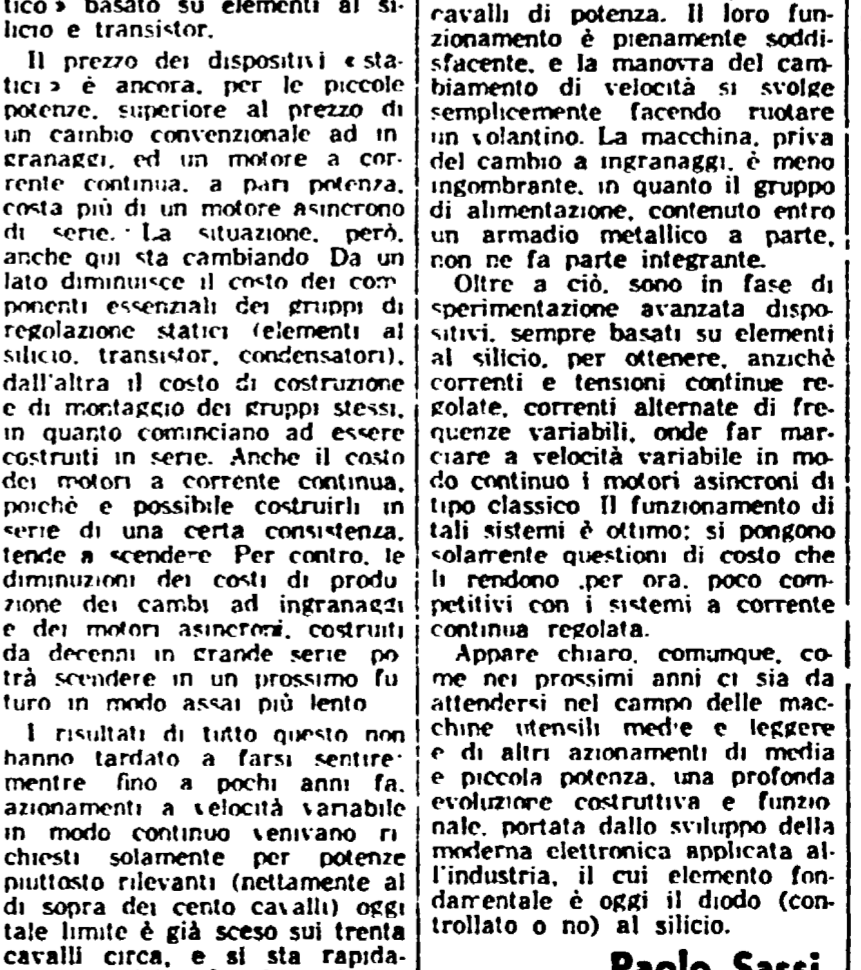 tico » basato su elementi al si-
licio e transistor.
Il prezzo dei dispositivi « sta-
tici » è ancora, per le piccole
potenze, superiore al prezzo di
un cambio convenzionale ad in
granaggi, ed un motore a cor-
rente continua, a pari potenza,
costa più di un motore asincrono
di serie. La situazione, però,
anche qui sta cambiando Da un
lato diminuisce il costo dei com
ponenti essenziali dei gruppi di
regolazione statici (elementi al
silicio, transistor, condensatori),
dall'altra il costo di costruzione
e di montaggio dei gruppi stessi,
in quanto cominciano ad essere
costruiti in serie. Anche il costo
dei motori a corrente continua,
poichè e possibile costruirli in
serie di una certa consistenza,
tende a scendere Per contro, le
diminuzioni dei costi di produ
zione dei cambi ad ingranaggi
e dei motori asincroni, costruiti
da decenni in grande serie po
trà scendere in un prossimo fu
turo in modo assai più lento
I risultati di tutto questo non
hanno tardato a farsi sentire·
mentre fino a pochi anni fa,
azionamenti a velocità variabile
in modo continuo venivano ri
chiesti solamente per potenze
piuttosto rilevanti (nettamente al
di sopra dei cento cavalli) oggi
tale limite è già sceso sui trenta
cavalli circa, e si sta rapida-
cavalli di potenza. Il loro fun-
zionamento è pienamente soddi-
sfacente, e la manovra del cam-
biamento di velocità si svolge
semplicemente facendo ruotare
un volantino. La macchina, priva
del cambio a ingranaggi, è meno
ingombrante, in quanto il gruppo
di alimentazione, contenuto entro
un armadio metallico a parte,
non ne fa parte integrante.
Oltre a ciò, sono in fase di
sperimentazione avanzata dispo-
sitivi, sempre basati su elementi
al silicio, per ottenere, anzichè
correnti e tensioni continue re-
golate, correnti alternate di fre-
quenze variabili, onde far mar-
ciare a velocità variabile in mo-
do continuo i motori asincroni di
tipo classico Il funzionamento di
tali sistemi è ottimo; si pongono
solamente questioni di costo che
li rendono .per ora, poco com-
petitivi con i sistemi a corrente
continua regolata.
Appare chiaro, comunque, co-
me nei prossimi anni ci sia da
attendersi nel campo delle mac-
chine utensili medie e leggere
e di altri azionamenti di media
e piccola potenza, una profonda
evoluzione costruttiva e funzio
nale, portata dallo sviluppo della
moderna elettronica applicata al-
l'industria, il cui elemento fon-
damentale è oggi il diodo (con-
trollato o no) al silicio.
Paolo Sassi